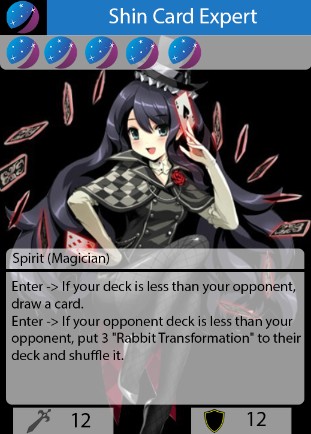 Shin Card Expert
Spirit (Magician)
Enter -> If your deck is less than your opponent,
draw a card.
Enter -> If your opponent deck is less than your
opponent, put 3 "Rabbit Transformation" to their
deck and shuffle it.
12
12